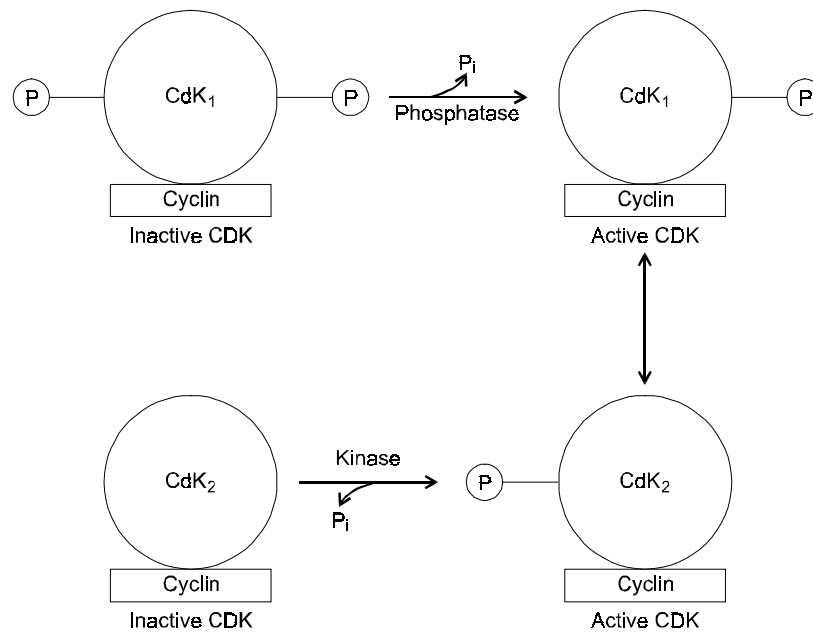 P CdK₁ P
Pi
Phosphatase
CdK₁ P
Cyclin
Inactive CDK
Cyclin
Active CDK
CdK₂
Kinase
Pi
P CdK₂
Cyclin
Inactive CDK
Cyclin
Active CDK